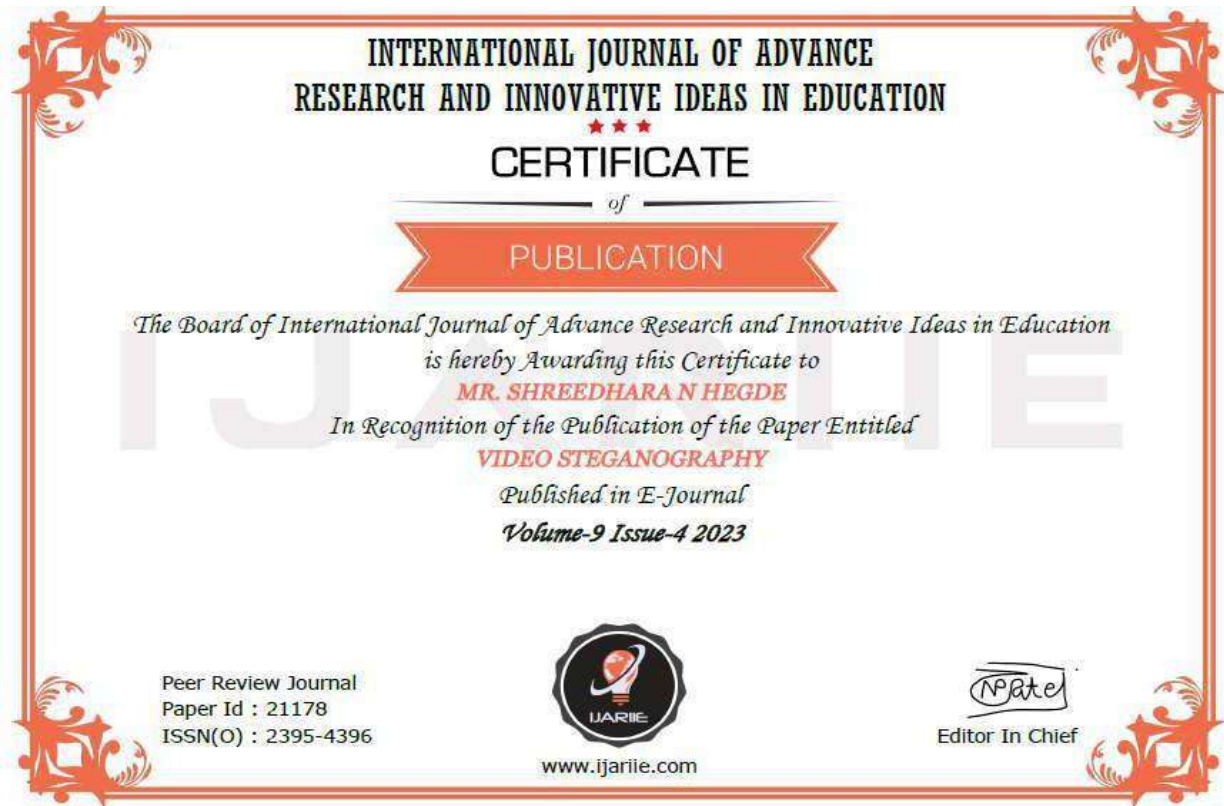 INTERNATIONAL JOURNAL OF ADVANCE
RESEARCH AND INNOVATIVE IDEAS IN EDUCATION
CERTIFICATE
of
PUBLICATION
IJARIIE
The Board of International Journal of Advance Research and Innovative Ideas in Education
is hereby Awarding this Certificate to
MR. SHREEDHARA N HEGDE
In Recognition of the Publication of the Paper Entitled
VIDEO STEGANOGRAPHY
Published in E-Journal
Volume-9 Issue-4 2023
Peer Review Journal
Paper Id : 21178
ISSN(O) : 2395-4396
IJARIIE
www.ijariie.com
NPatel
Editor In Chief